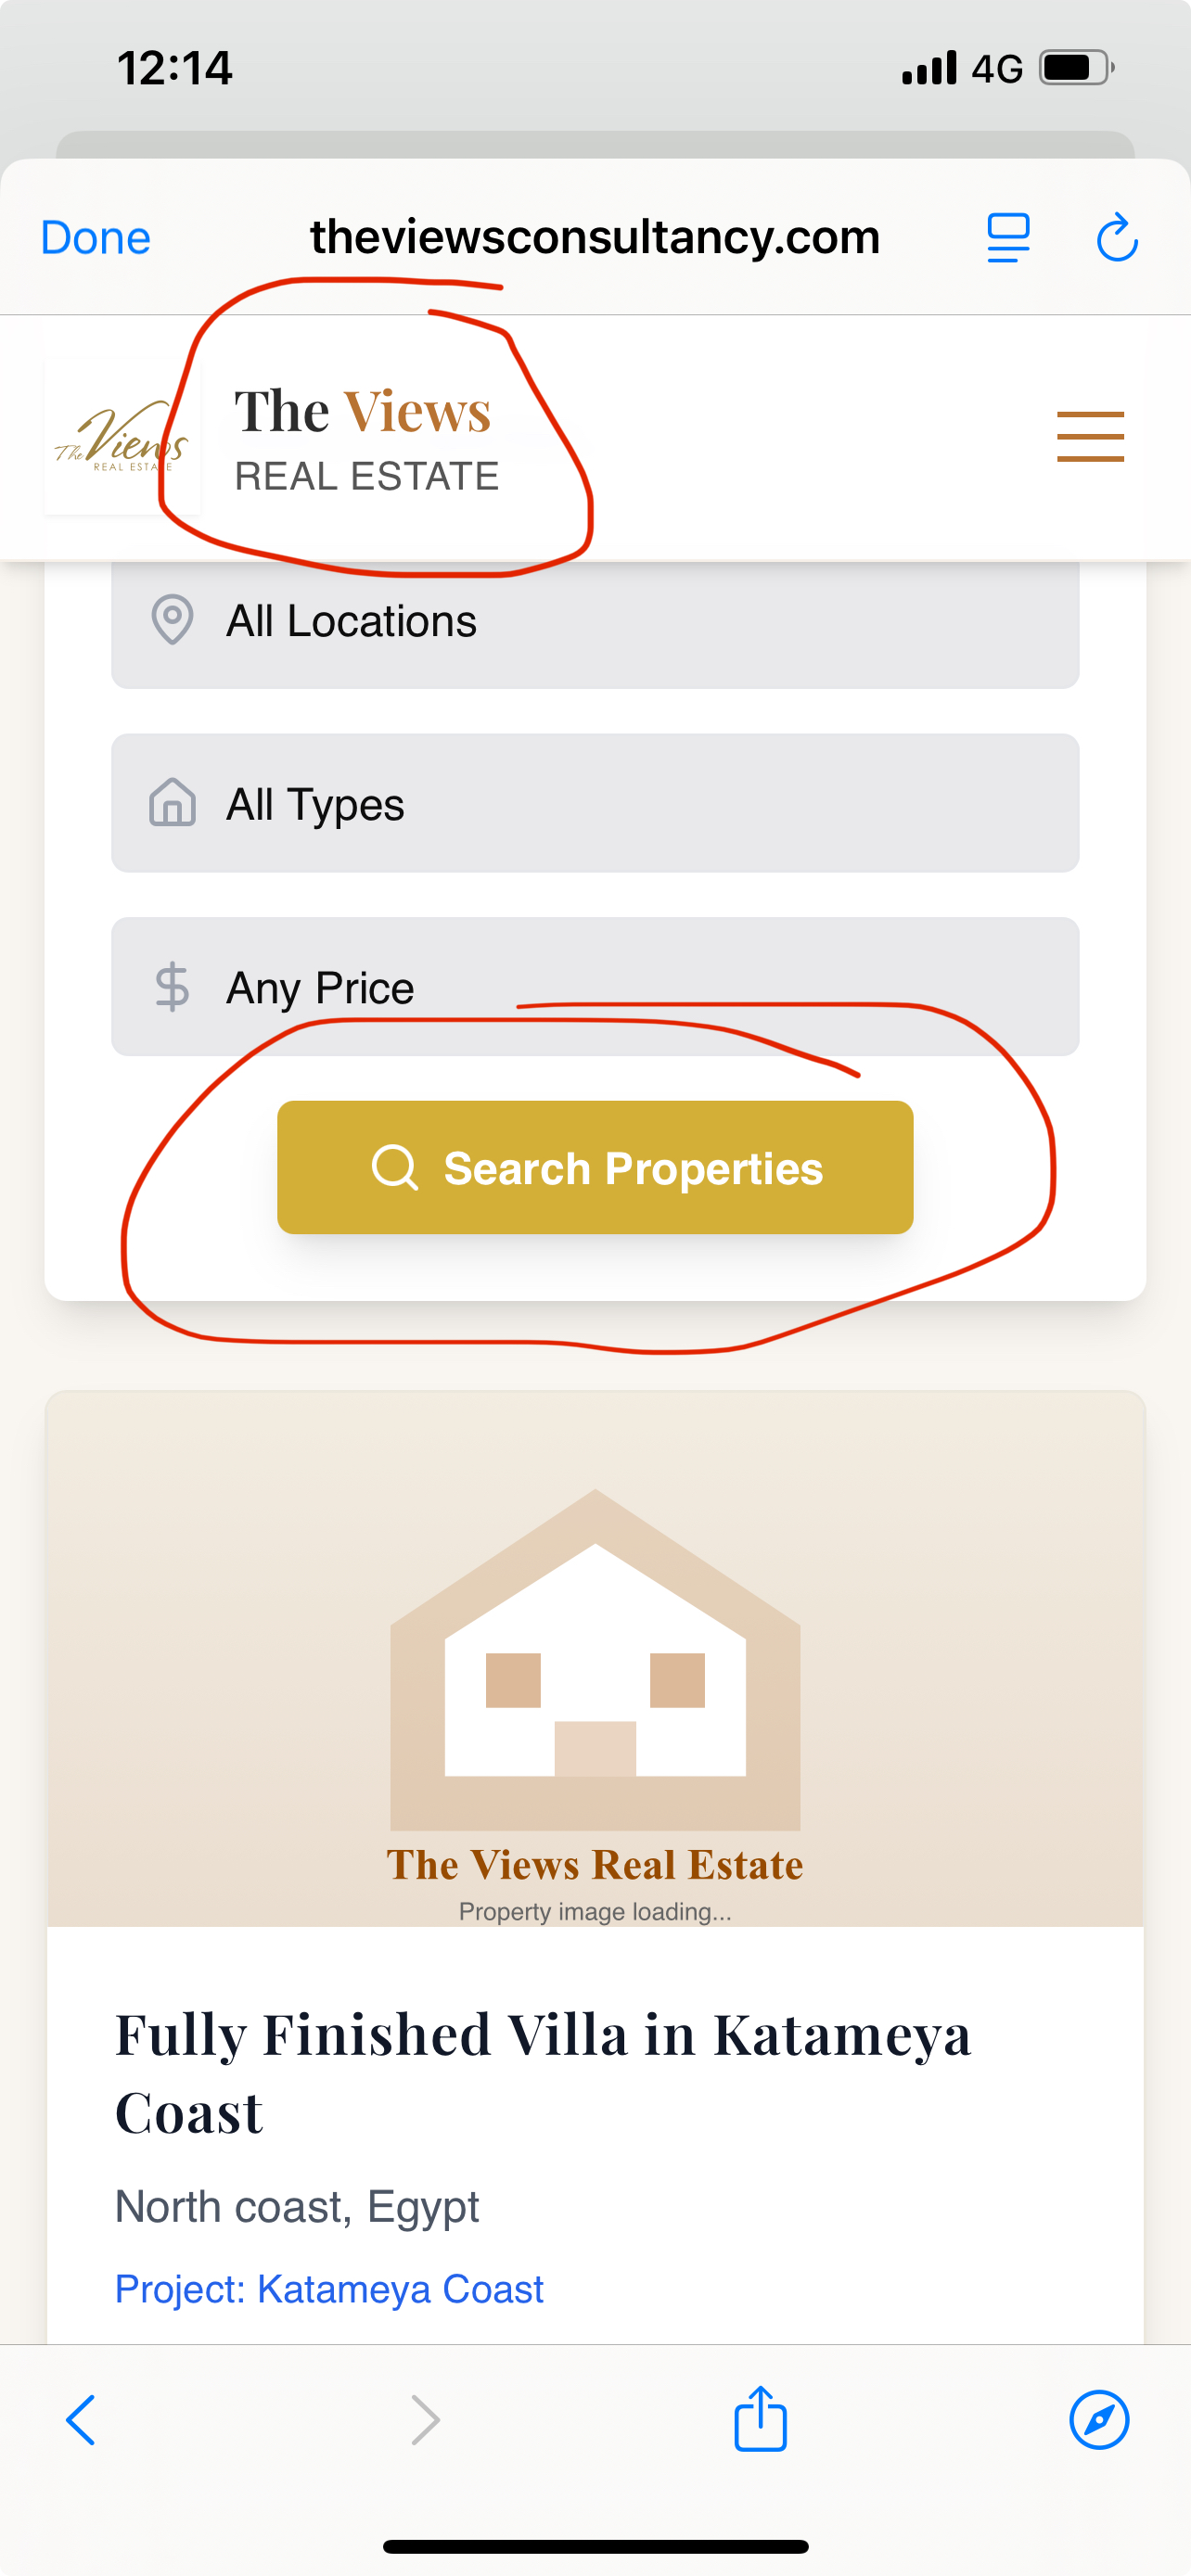 12:14
4G
Done
theviewsconsultancy.com
The Views
REAL ESTATE
The Views
REAL ESTATE
All Locations
All Types
Any Price
Search Properties
The Views Real Estate
Property image loading...
Fully Finished Villa in Katameya
Coast
North coast, Egypt
Project: Katameya Coast